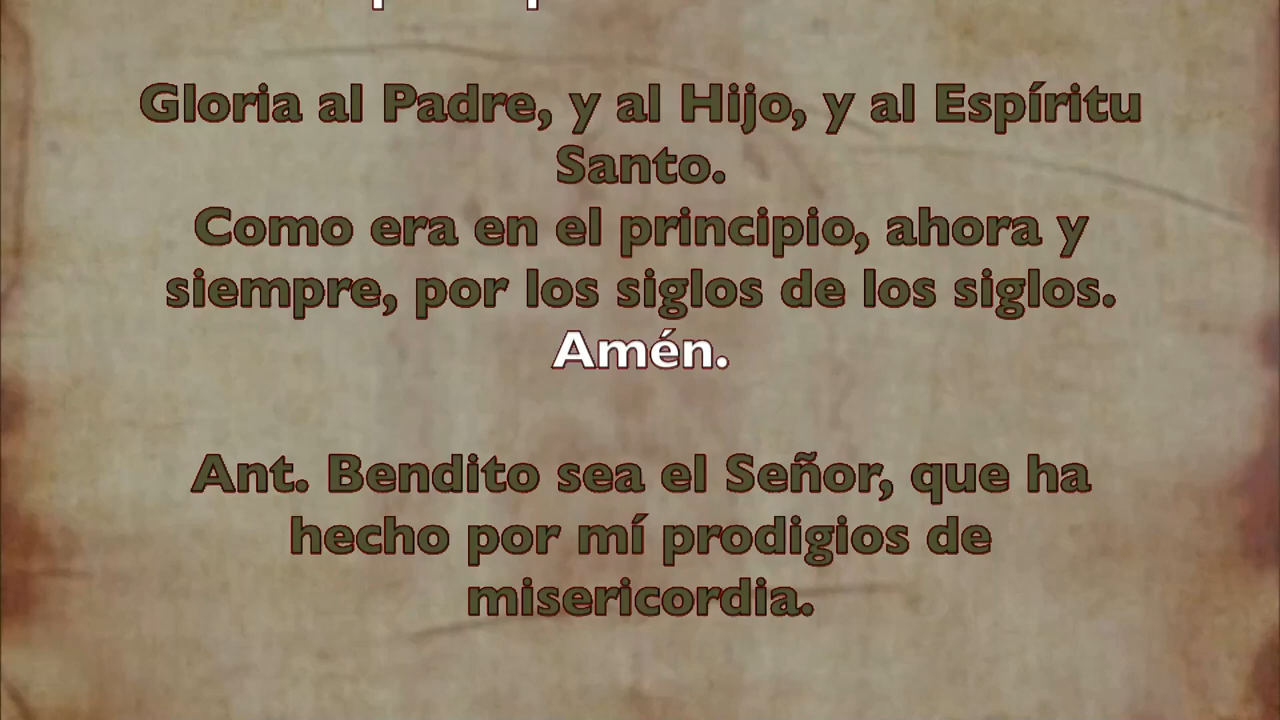 Gloria al Padre, y al Hijo, y al Espíritu
Santo.
Como era en el principio, ahora y
siempre, por los siglos de los siglos.
Amén.
Ant. Bendito sea el Señor, que ha
hecho por mí prodigios de
misericordia.